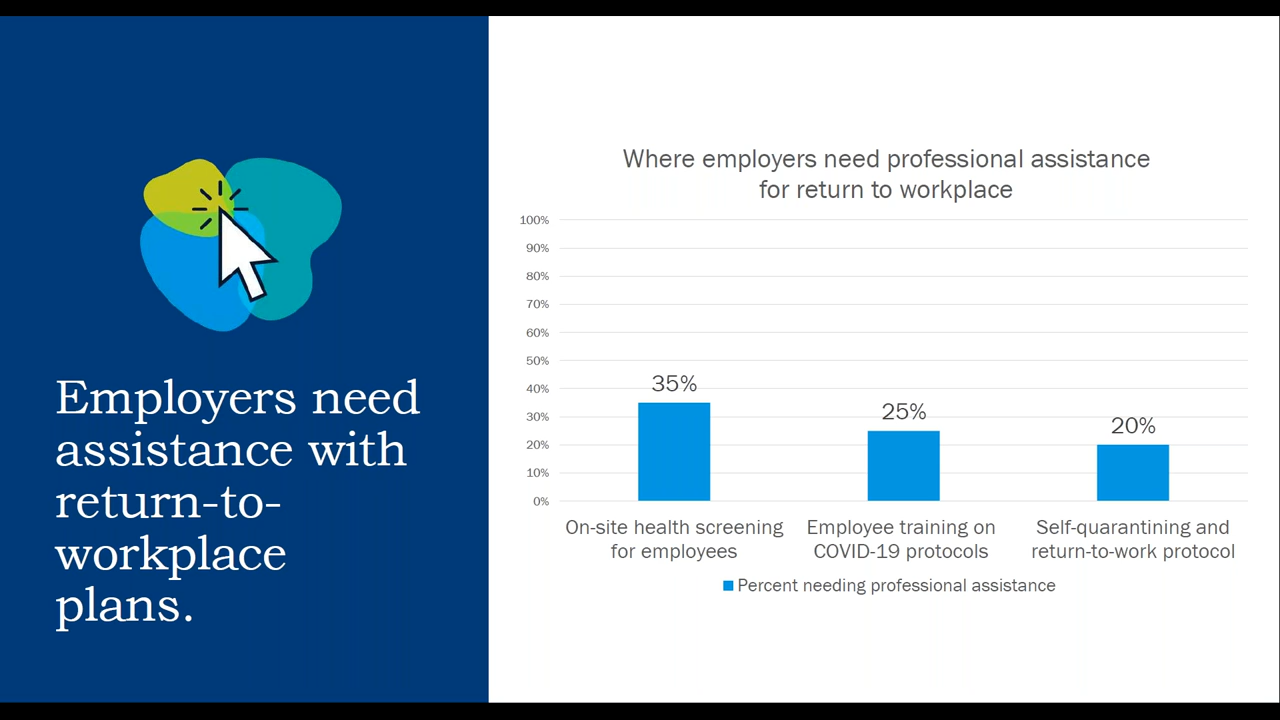 Employers need
assistance with
return-to-
workplace
plans.
Where employers need professional assistance
for return to workplace
100%
90%
80%
70%
60%
50%
40%
30%
20%
10%
0%
35%
25%
20%
On-site health screening
for employees
Employee training on
COVID-19 protocols
Self-quarantining and
return-to-work protocol
Percent needing professional assistance